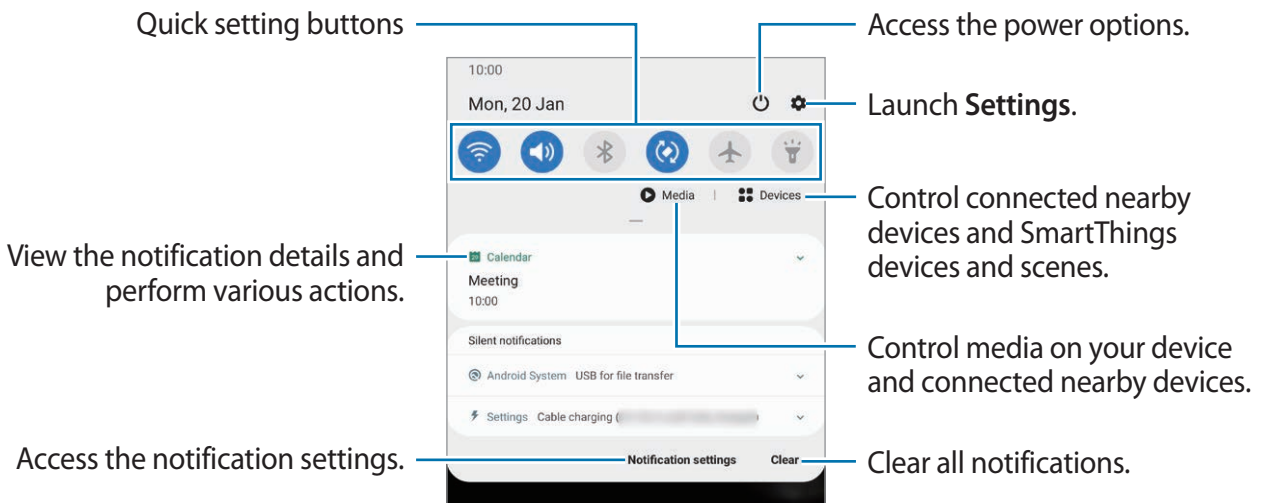 Quick setting buttons
Access the power options.
10:00
Mon, 20 Jan
Launch Settings.
Media | Devices
Control connected nearby
devices and SmartThings
devices and scenes.
View the notification details and
perform various actions.
Calendar
Meeting
10:00
Silent notifications
Android System USB for file transfer
Control media on your device
and connected nearby devices.
Settings Cable charging (
Access the notification settings.
Notification settings Clear
Clear all notifications.